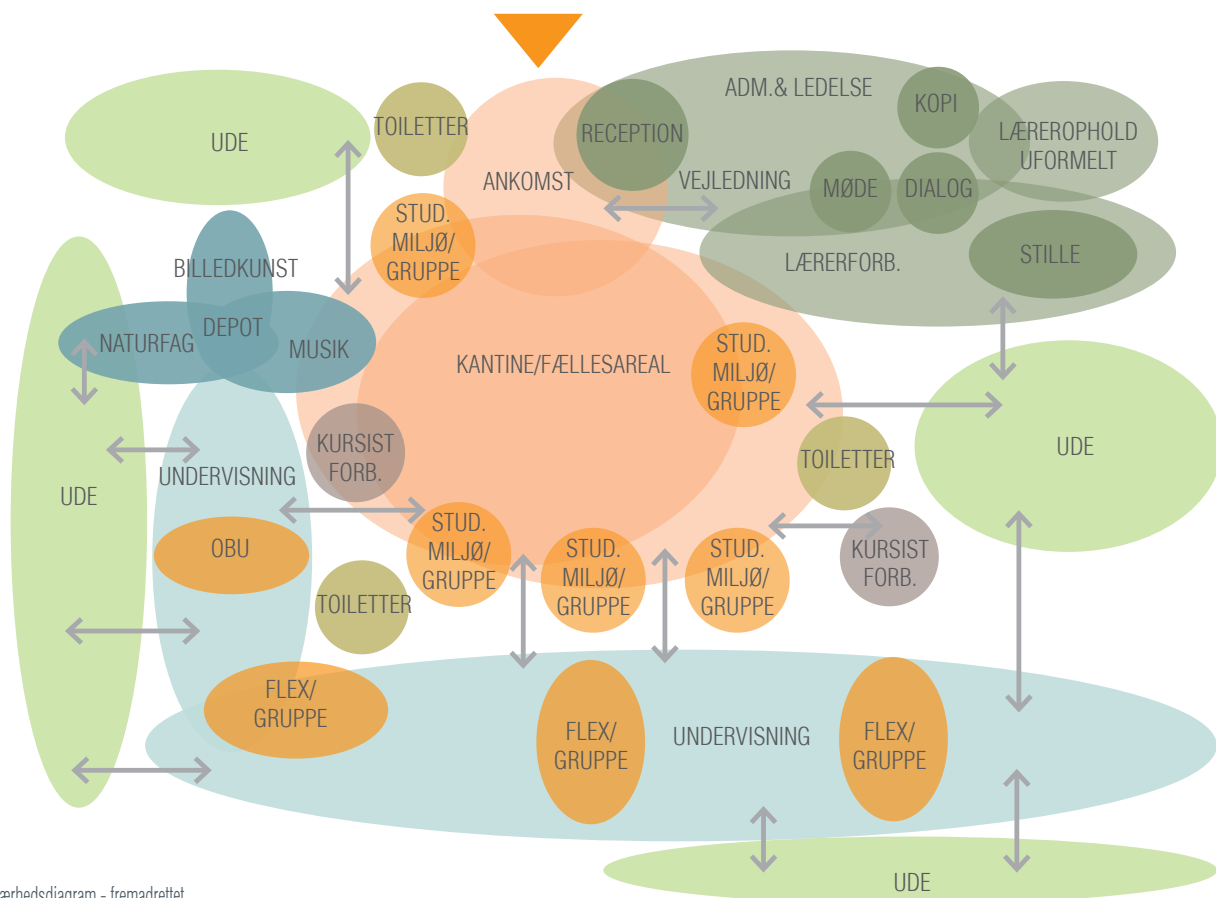 ADM.& LEDELSE
KOPI
TOILETTER
RECEPTION
LÆREROPHOLD
UFORMELT
UDE
ANKOMST
VEJLEDNING
MØDE
DIALOG
STUD.
MILJØ/
GRUPPE
BILLEDKUNST
LÆRERFORB.
STILLE
DEPOT
NATURFAG
MUSIK
KANTINE/FÆLLESAREAL
STUD.
MILJØ/
GRUPPE
KURSIST
FORB.
UDE
TOILETTER
UNDERVISNING
UDE
OBU
STUD.
MILJØ/
GRUPPE
STUD.
MILJØ/
GRUPPE
STUD.
MILJØ/
GRUPPE
KURSIST
FORB.
TOILETTER
FLEX/
GRUPPE
FLEX/
GRUPPE
UNDERVISNING
FLEX/
GRUPPE
UDE
ærhedsdiagram - fremadrettet